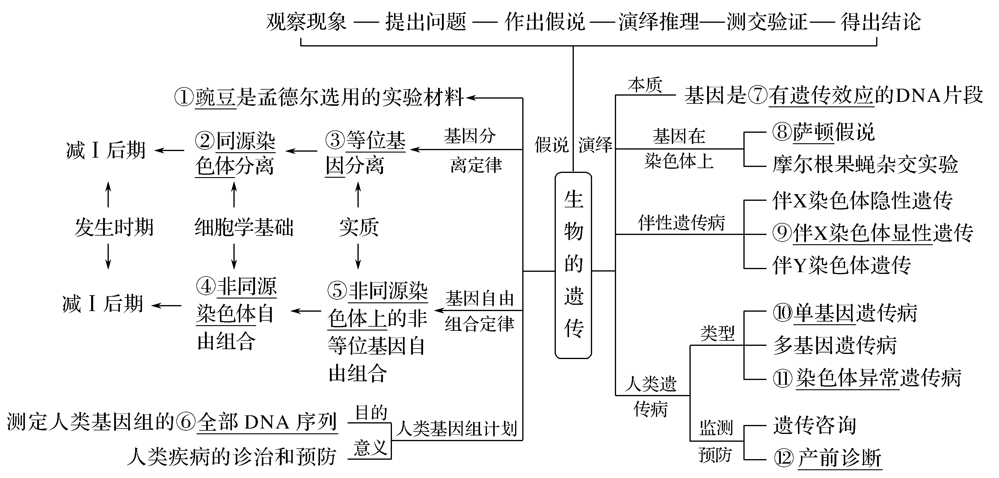 观察现象 — 提出问题 — 作出假说 — 演绎推理 — 测交验证 — 得出结论
假说
演绎
生物的遗传
①豌豆是孟德尔选用的实验材料
基因分
离定律
③等位基
因分离
②同源染
色体分离
减Ⅰ后期
发生时期
细胞学基础
实质
基因自由
组合定律
⑤非同源染
色体上的非
等位基因自
由组合
④非同源
染色体自
由组合
减Ⅰ后期
人类基因组计划
目的
测定人类基因组的⑥全部 DNA 序列
意义
人类疾病的诊治和预防
本质
基因是⑦有遗传效应的DNA片段
基因在
染色体上
⑧萨顿假说
摩尔根果蝇杂交实验
伴性遗传病
伴X染色体隐性遗传
⑨伴X染色体显性遗传
伴Y染色体遗传
人类遗
传病
类型
⑩单基因遗传病
多基因遗传病
⑪染色体异常遗传病
监测
预防
遗传咨询
⑫产前诊断